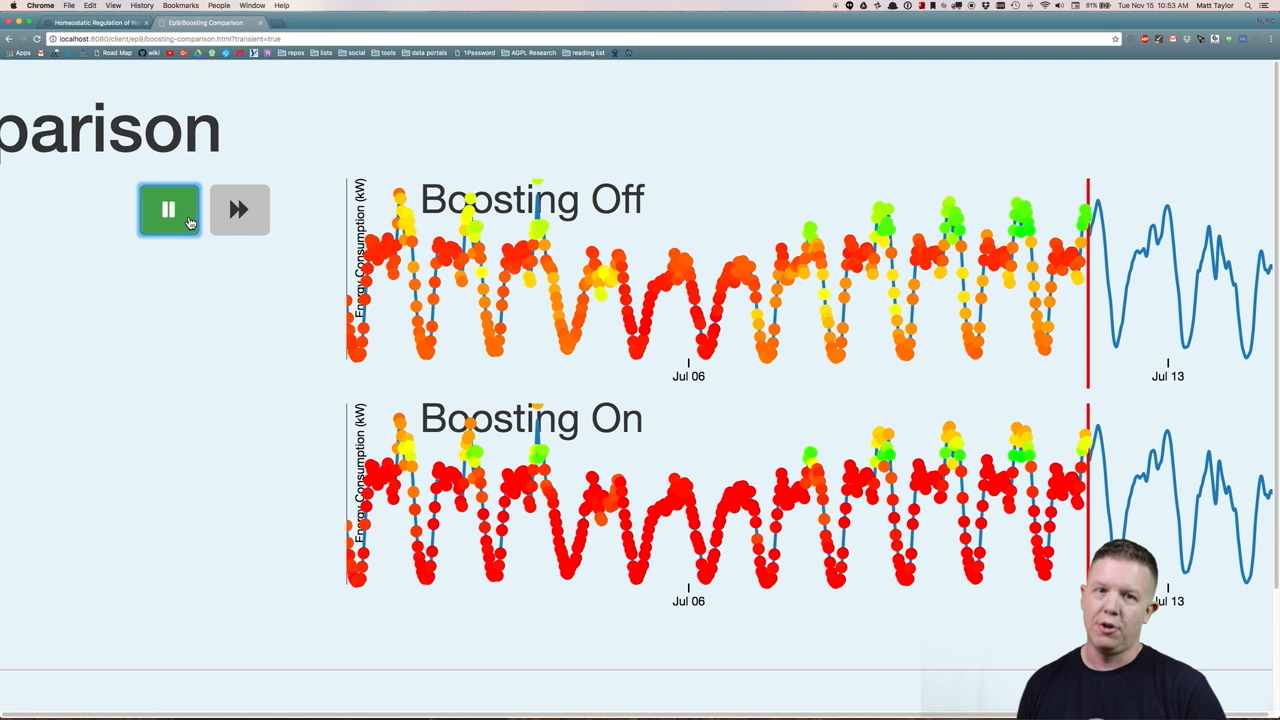 Chrome File Edit View History Bookmarks People Window Help 81% Tue Nov 15 10:53 AM Matt Taylor
Homeostatic Regulation of Ne
Ep9/Boosting Comparison
localhost:8080/client/ep9/boosting-comparison.html?transient=true
Apps Road Map wiki repos lists social tools data portals 1Password AGPL Research reading list
parison
Boosting Off
Energy Consumption (kW)
Jul 06
Jul 13
Boosting On
Energy Consumption (kW)
Jul 06
Jul 13